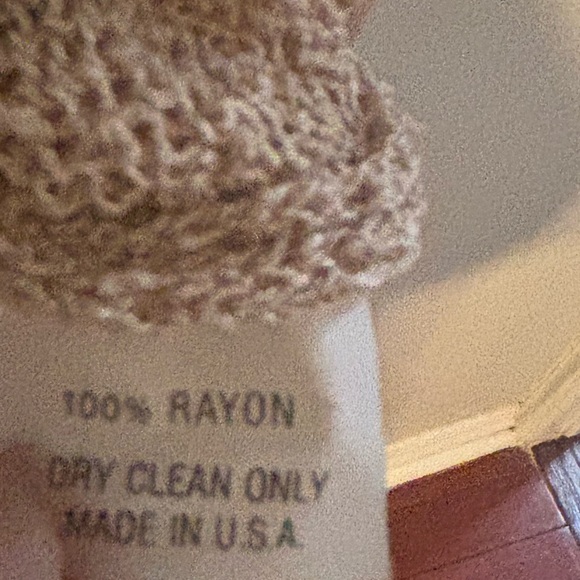 100% RAYON
DRY CLEAN ONLY
MADE IN U.S.A.